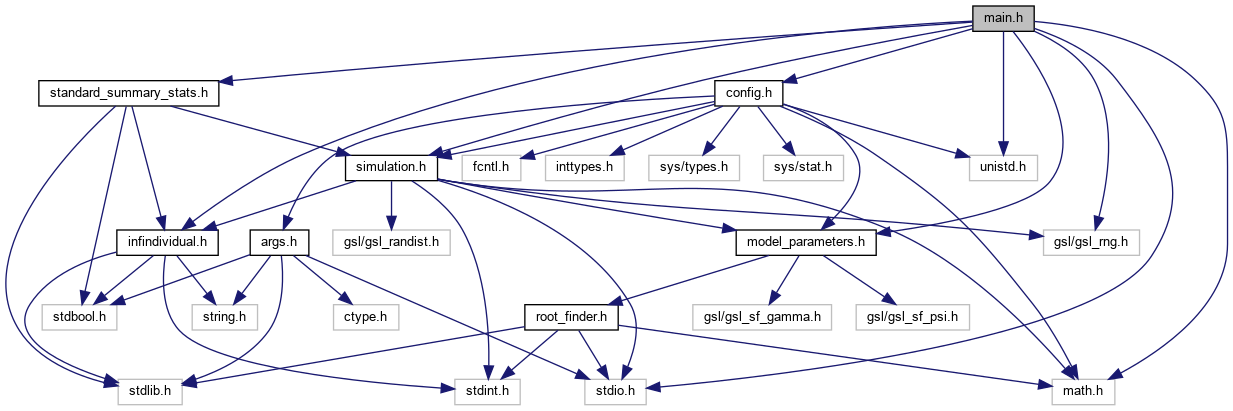 main.h
standard_summary_stats.h
config.h
simulation.h
fcntl.h
inttypes.h
sys/types.h
sys/stat.h
unistd.h
infindividual.h
args.h
gsl/gsl_randist.h
model_parameters.h
gsl/gsl_rng.h
stdbool.h
string.h
ctype.h
root_finder.h
gsl/gsl_sf_gamma.h
gsl/gsl_sf_psi.h
stdlib.h
stdint.h
stdio.h
math.h